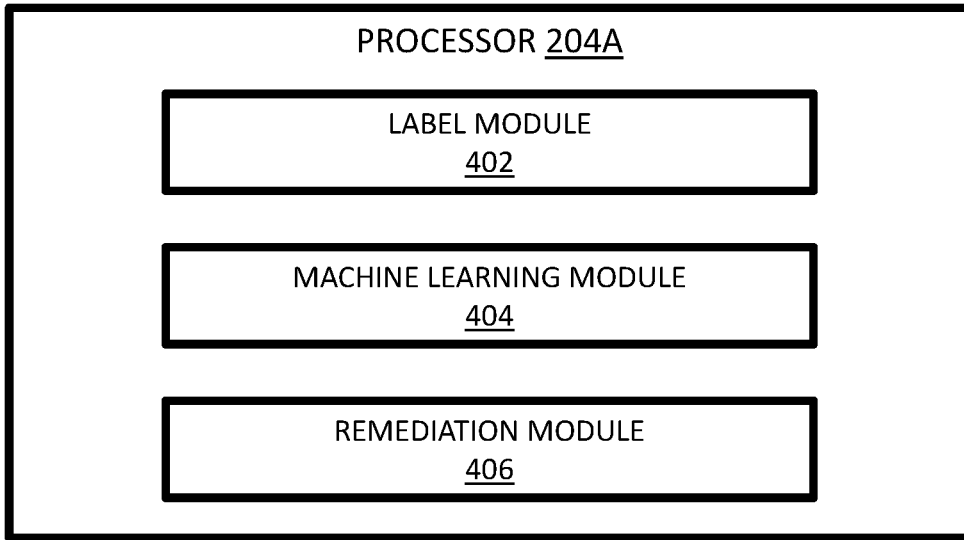 PROCESSOR 204A
LABEL MODULE
402
MACHINE LEARNING MODULE
404
REMEDIATION MODULE
406